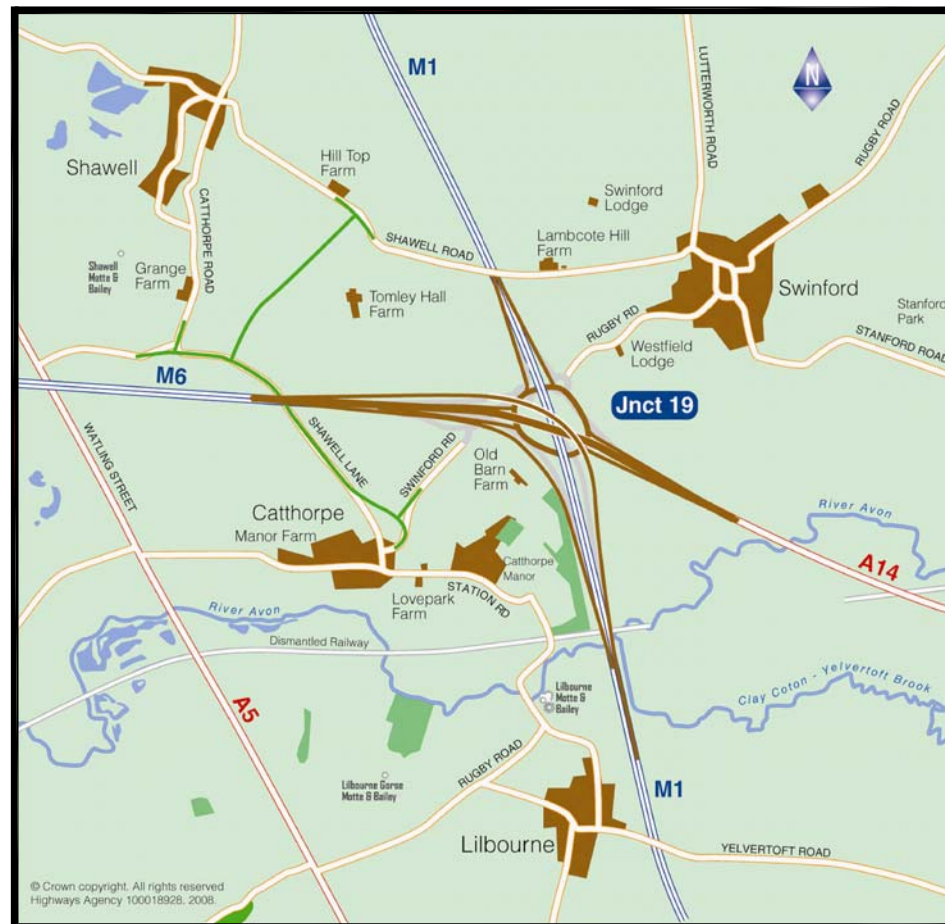 M1
N
LUTTERWORTH ROAD
RUGBY ROAD
Shawell
Hill Top
Farm
Swinford
Lodge
CATTHORPE ROAD
SHAWELL ROAD
Lambcote Hill
Farm
Swinford
Shawell
Motte &
Bailey
Grange
Farm
Tomley Hall
Farm
Stanford
Park
RUGBY RD
STANFORD ROAD
Westfield
Lodge
M6
Jnct 19
WATLING STREET
SHAWELL LANE
SWINFORD RD
Old
Barn
Farm
River Avon
Catthorpe
Manor Farm
Catthorpe
Manor
A14
Lovepark
Farm
STATION RD
River Avon
Dismantled Railway
A5
Lilbourne
Motte &
Bailey
Clay Coton - Yelvertoft Brook
Lilbourne Gorse
Motte & Bailey
RUGBY ROAD
M1
Lilbourne
YELVERTOFT ROAD
© Crown copyright. All rights reserved
Highways Agency 100018928. 2008.